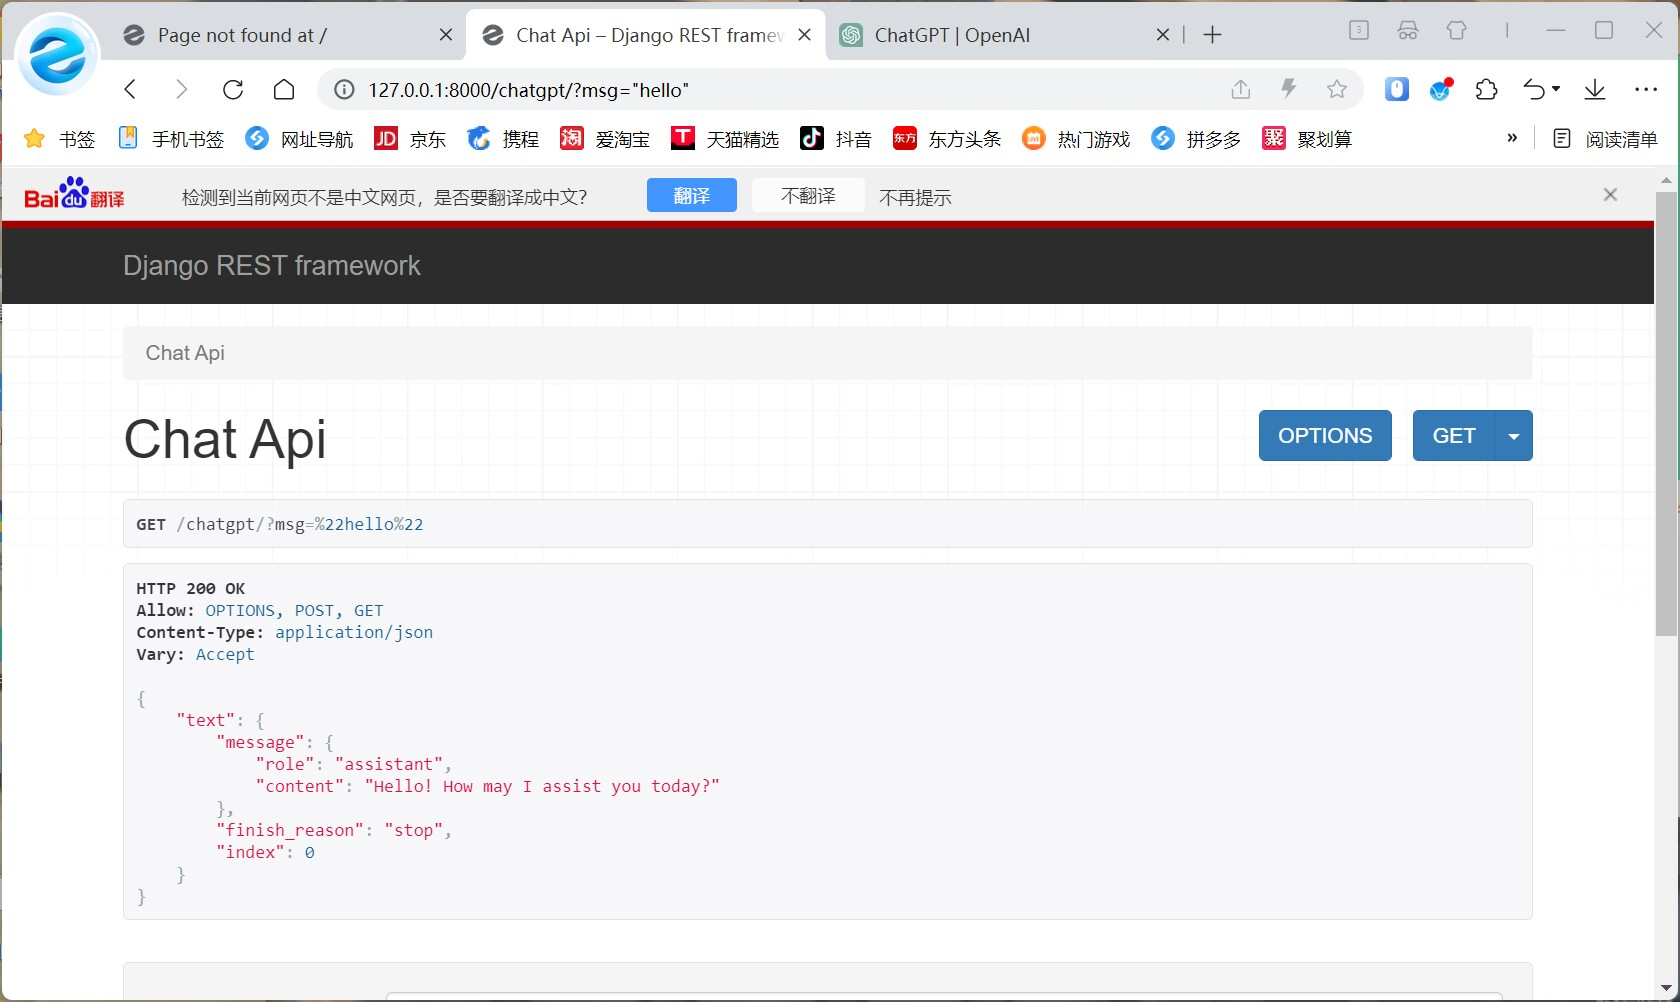 Page not found at /
Chat Api – Django REST framew
ChatGPT | OpenAI
3
127.0.0.1:8000/chatgpt/?msg="hello"
书签
手机书签
网址导航
JD 京东
携程
淘 爱淘宝
T 天猫精选
抖音
东方 东方头条
热门游戏
拼多多
聚 聚划算
»
阅读清单
Bai du 翻译
检测到当前网页不是中文网页，是否要翻译成中文?
翻译
不翻译
不再提示
Django REST framework
Chat Api
Chat Api
OPTIONS
GET
GET /chatgpt/?msg=%22hello%22
HTTP 200 OK
Allow: OPTIONS, POST, GET
Content-Type: application/json
Vary: Accept
{
    "text": {
        "message": {
            "role": "assistant",
            "content": "Hello! How may I assist you today?"
        },
        "finish_reason": "stop",
        "index": 0
    }
}